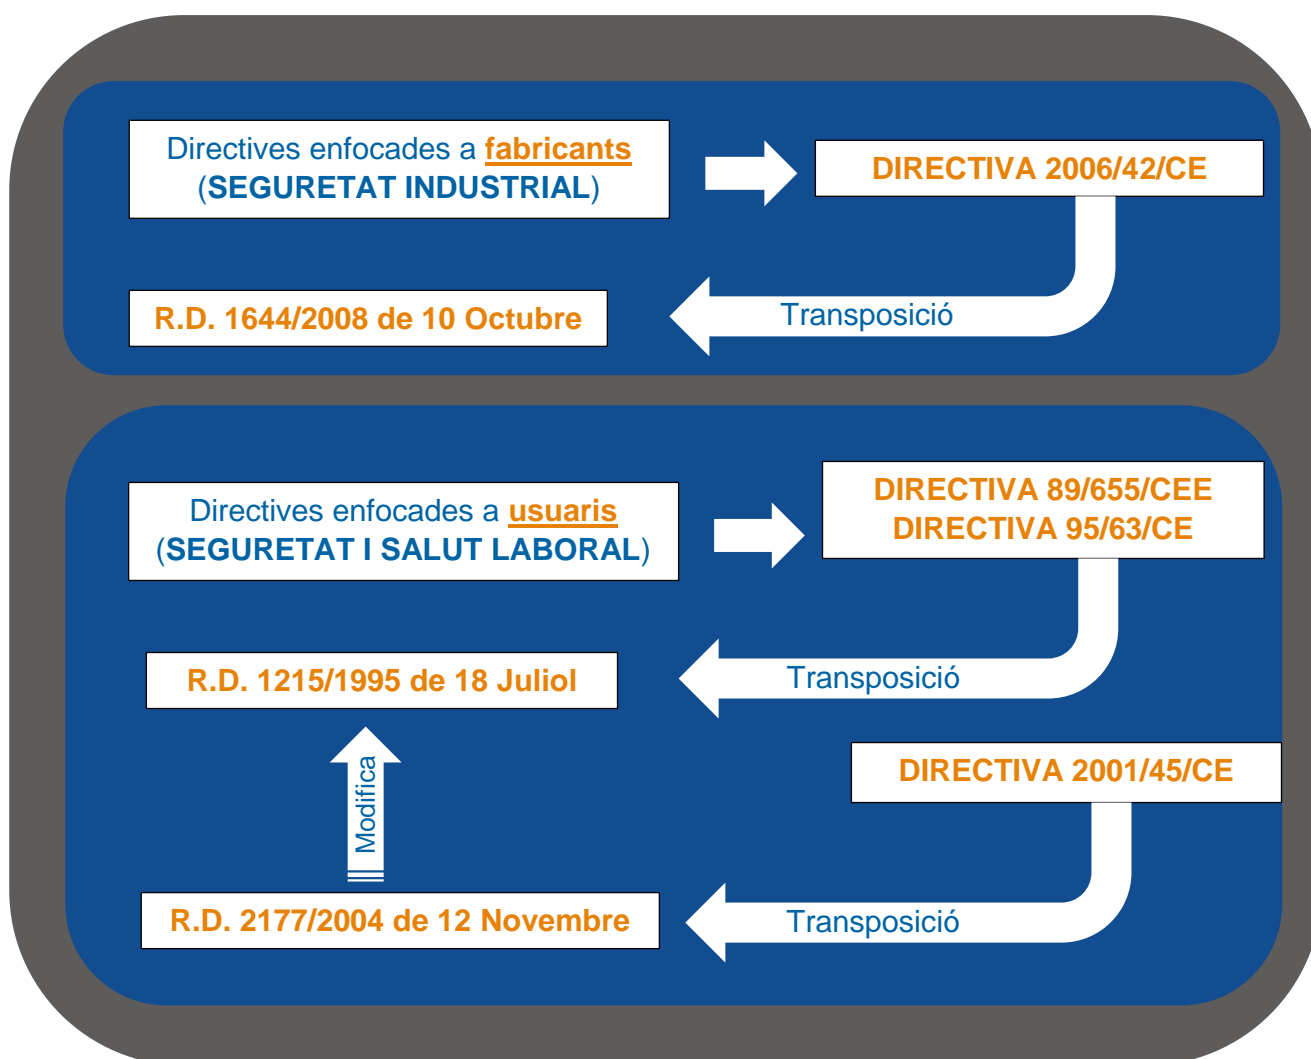 Directives enfocades a fabricants
(SEGURETAT INDUSTRIAL)
DIRECTIVA 2006/42/CE
R.D. 1644/2008 de 10 Octubre
Transposició
Directives enfocades a usuaris
(SEGURETAT I SALUT LABORAL)
DIRECTIVA 89/655/CEE
DIRECTIVA 95/63/CE
R.D. 1215/1995 de 18 Juliol
Transposició
Modifica
DIRECTIVA 2001/45/CE
R.D. 2177/2004 de 12 Novembre
Transposició